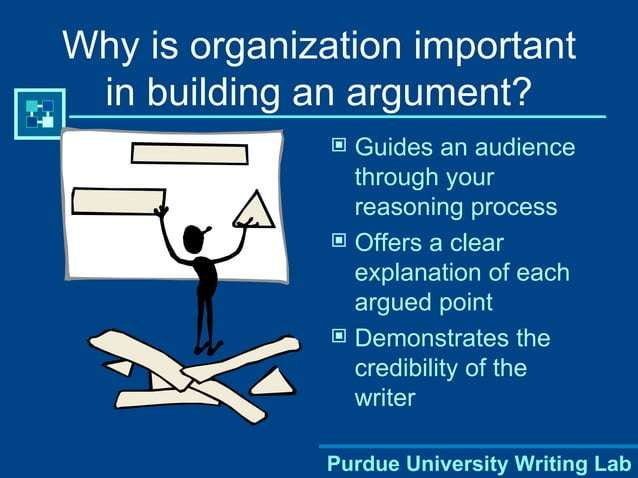 Why is organization important
in building an argument?
Guides an audience
through your
reasoning process
Offers a clear
explanation of each
argued point
Demonstrates the
credibility of the
writer
Purdue University Writing Lab